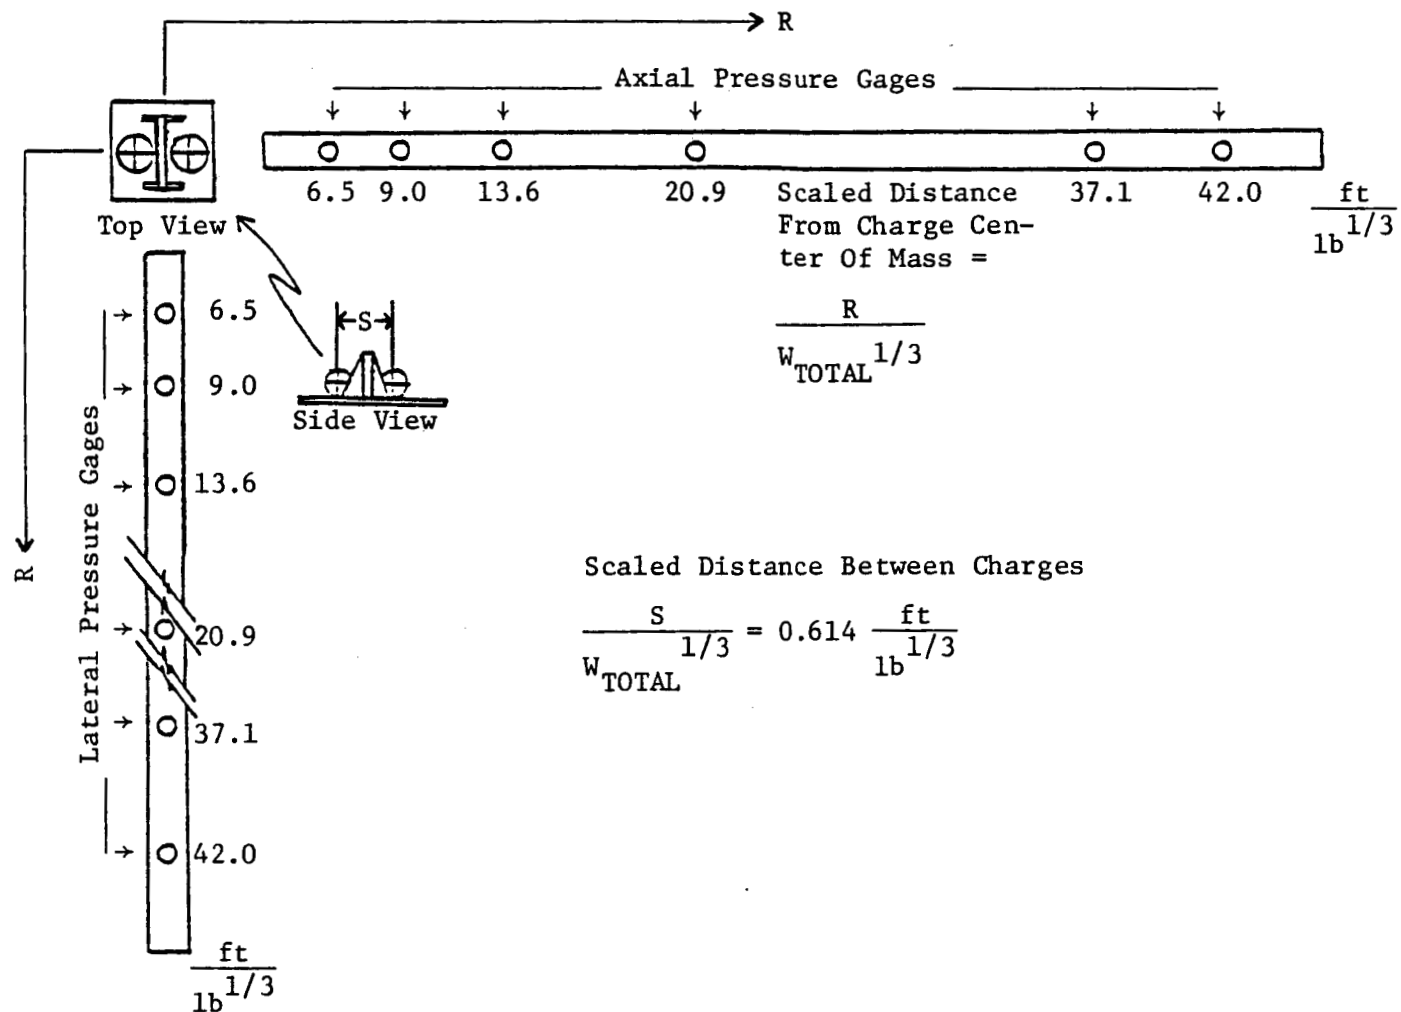 R
Axial Pressure Gages
6.5 9.0 13.6 20.9 37.1 42.0 ft
lb1/3
Scaled Distance
From Charge Cen-
ter Of Mass =
R
WTOTAL1/3
Top View
S
Side View
R
Lateral Pressure Gages
6.5
9.0
13.6
20.9
37.1
42.0
ft
lb1/3
Scaled Distance Between Charges
S
WTOTAL1/3 = 0.614 ft
lb1/3